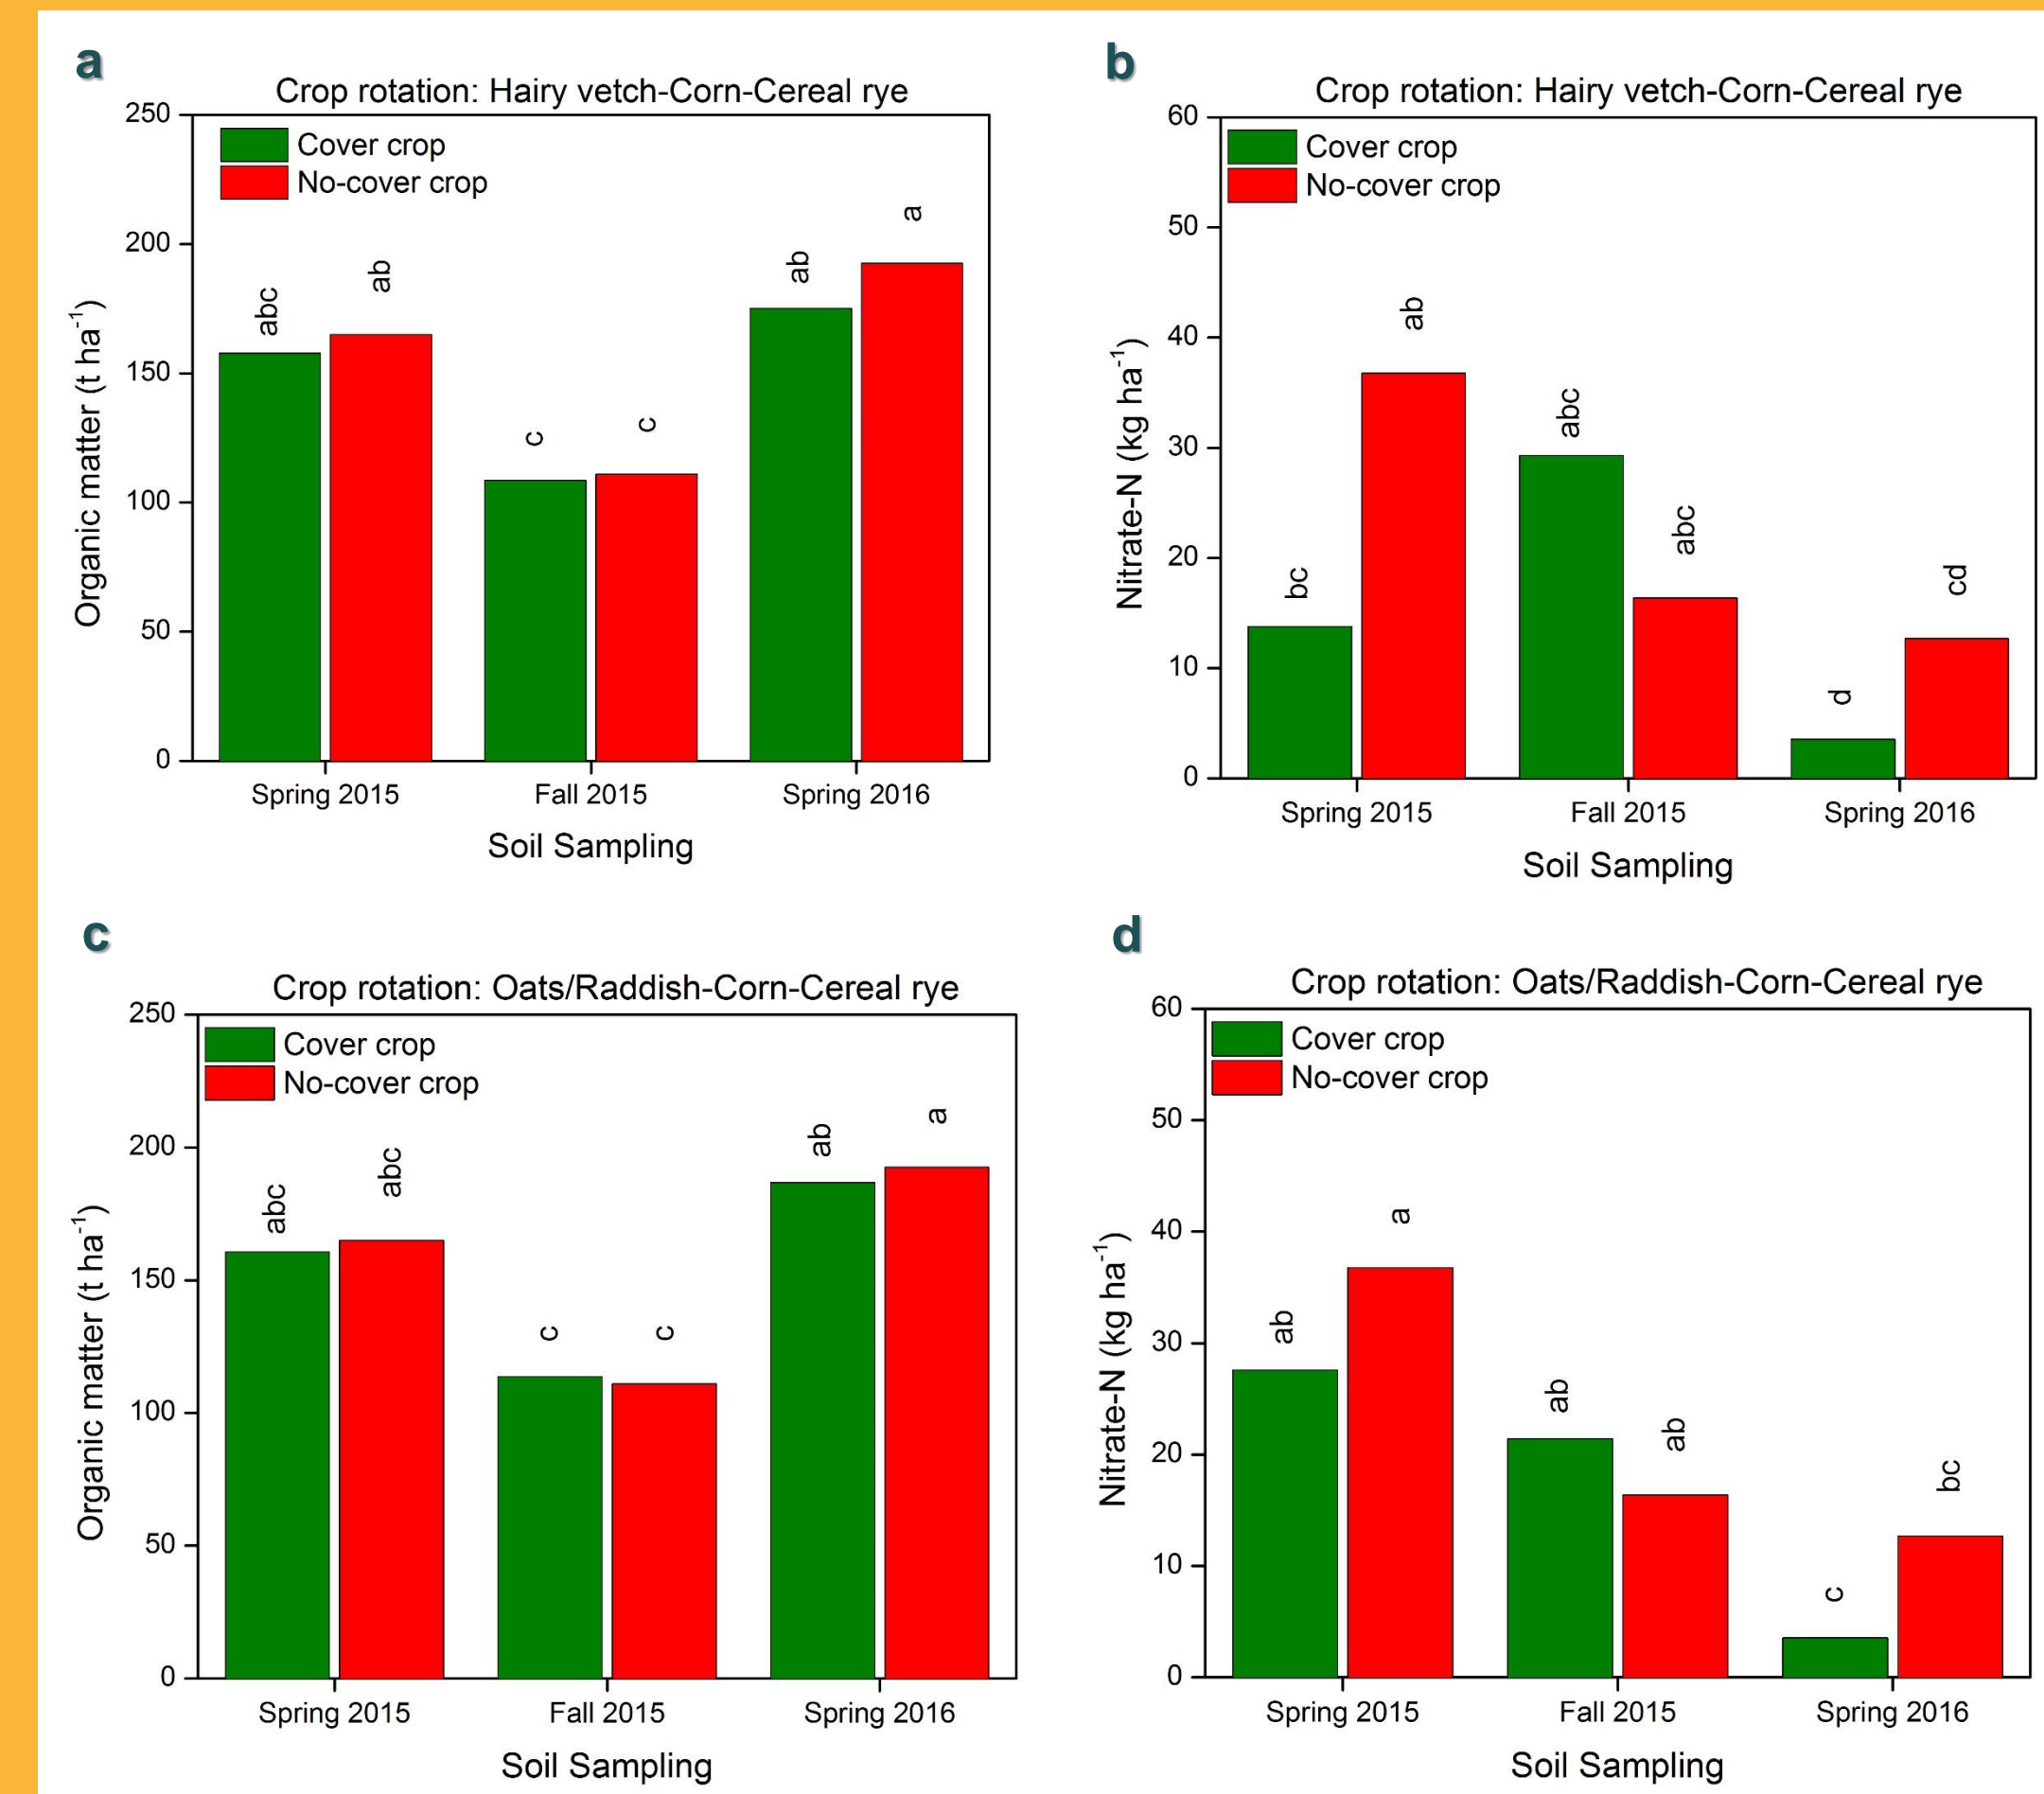 a
Crop rotation: Hairy vetch-Corn-Cereal rye
Cover crop
No-cover crop
250
200
150
100
50
0
Organic matter (t ha⁻¹)
abc
ab
c
c
ab
a
Spring 2015
Fall 2015
Spring 2016
Soil Sampling
b
Crop rotation: Hairy vetch-Corn-Cereal rye
Cover crop
No-cover crop
60
50
40
30
20
10
0
Nitrate-N (kg ha⁻¹)
bc
ab
abc
abc
d
cd
Spring 2015
Fall 2015
Spring 2016
Soil Sampling
c
Crop rotation: Oats/Raddish-Corn-Cereal rye
Cover crop
No-cover crop
250
200
150
100
50
0
Organic matter (t ha⁻¹)
abc
abc
c
c
ab
a
Spring 2015
Fall 2015
Spring 2016
Soil Sampling
d
Crop rotation: Oats/Raddish-Corn-Cereal rye
Cover crop
No-cover crop
60
50
40
30
20
10
0
Nitrate-N (kg ha⁻¹)
ab
a
ab
ab
c
bc
Spring 2015
Fall 2015
Spring 2016
Soil Sampling